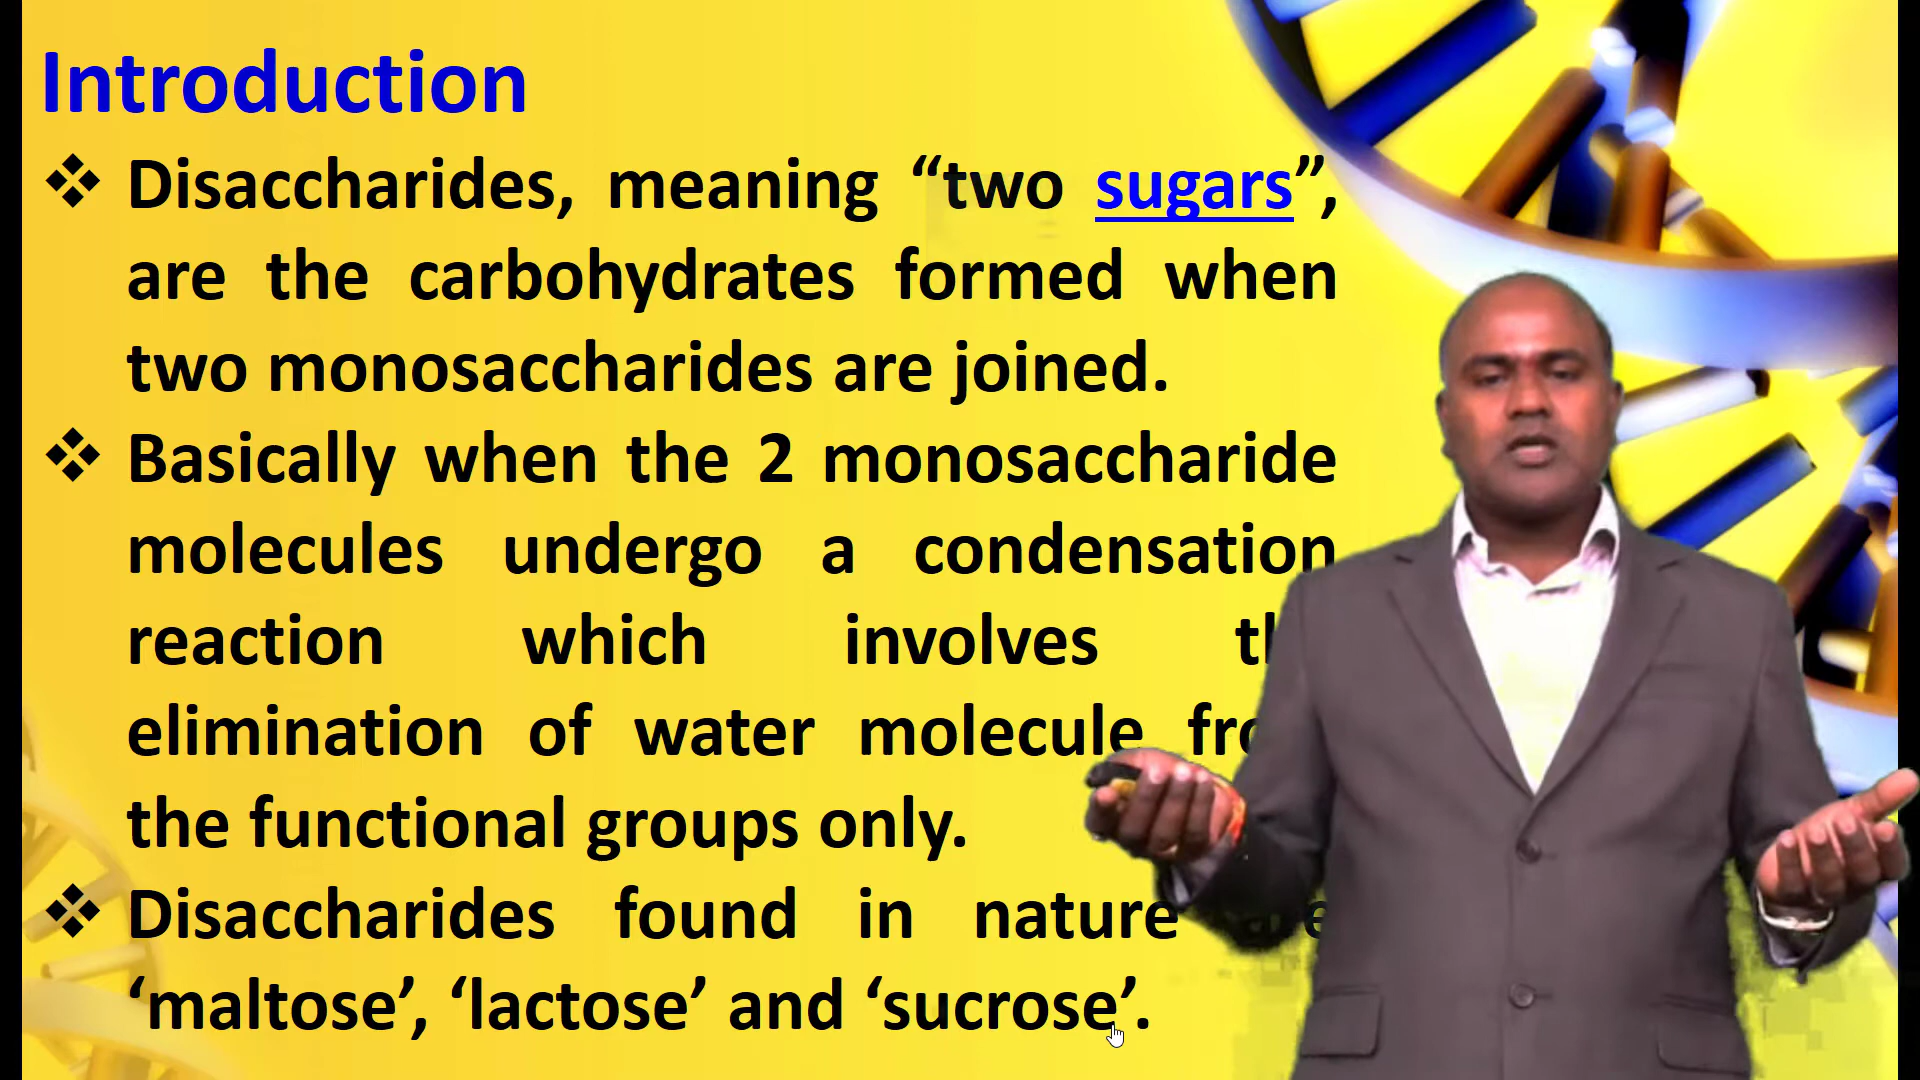 Introduction
❖ Disaccharides, meaning “two sugars”,
are the carbohydrates formed when
two monosaccharides are joined.
❖ Basically when the 2 monosaccharide
molecules undergo a condensation
reaction which involves
elimination of water molecule
the functional groups only.
❖ Disaccharides found in nature
‘maltose’, ‘lactose’ and ‘sucrose’.